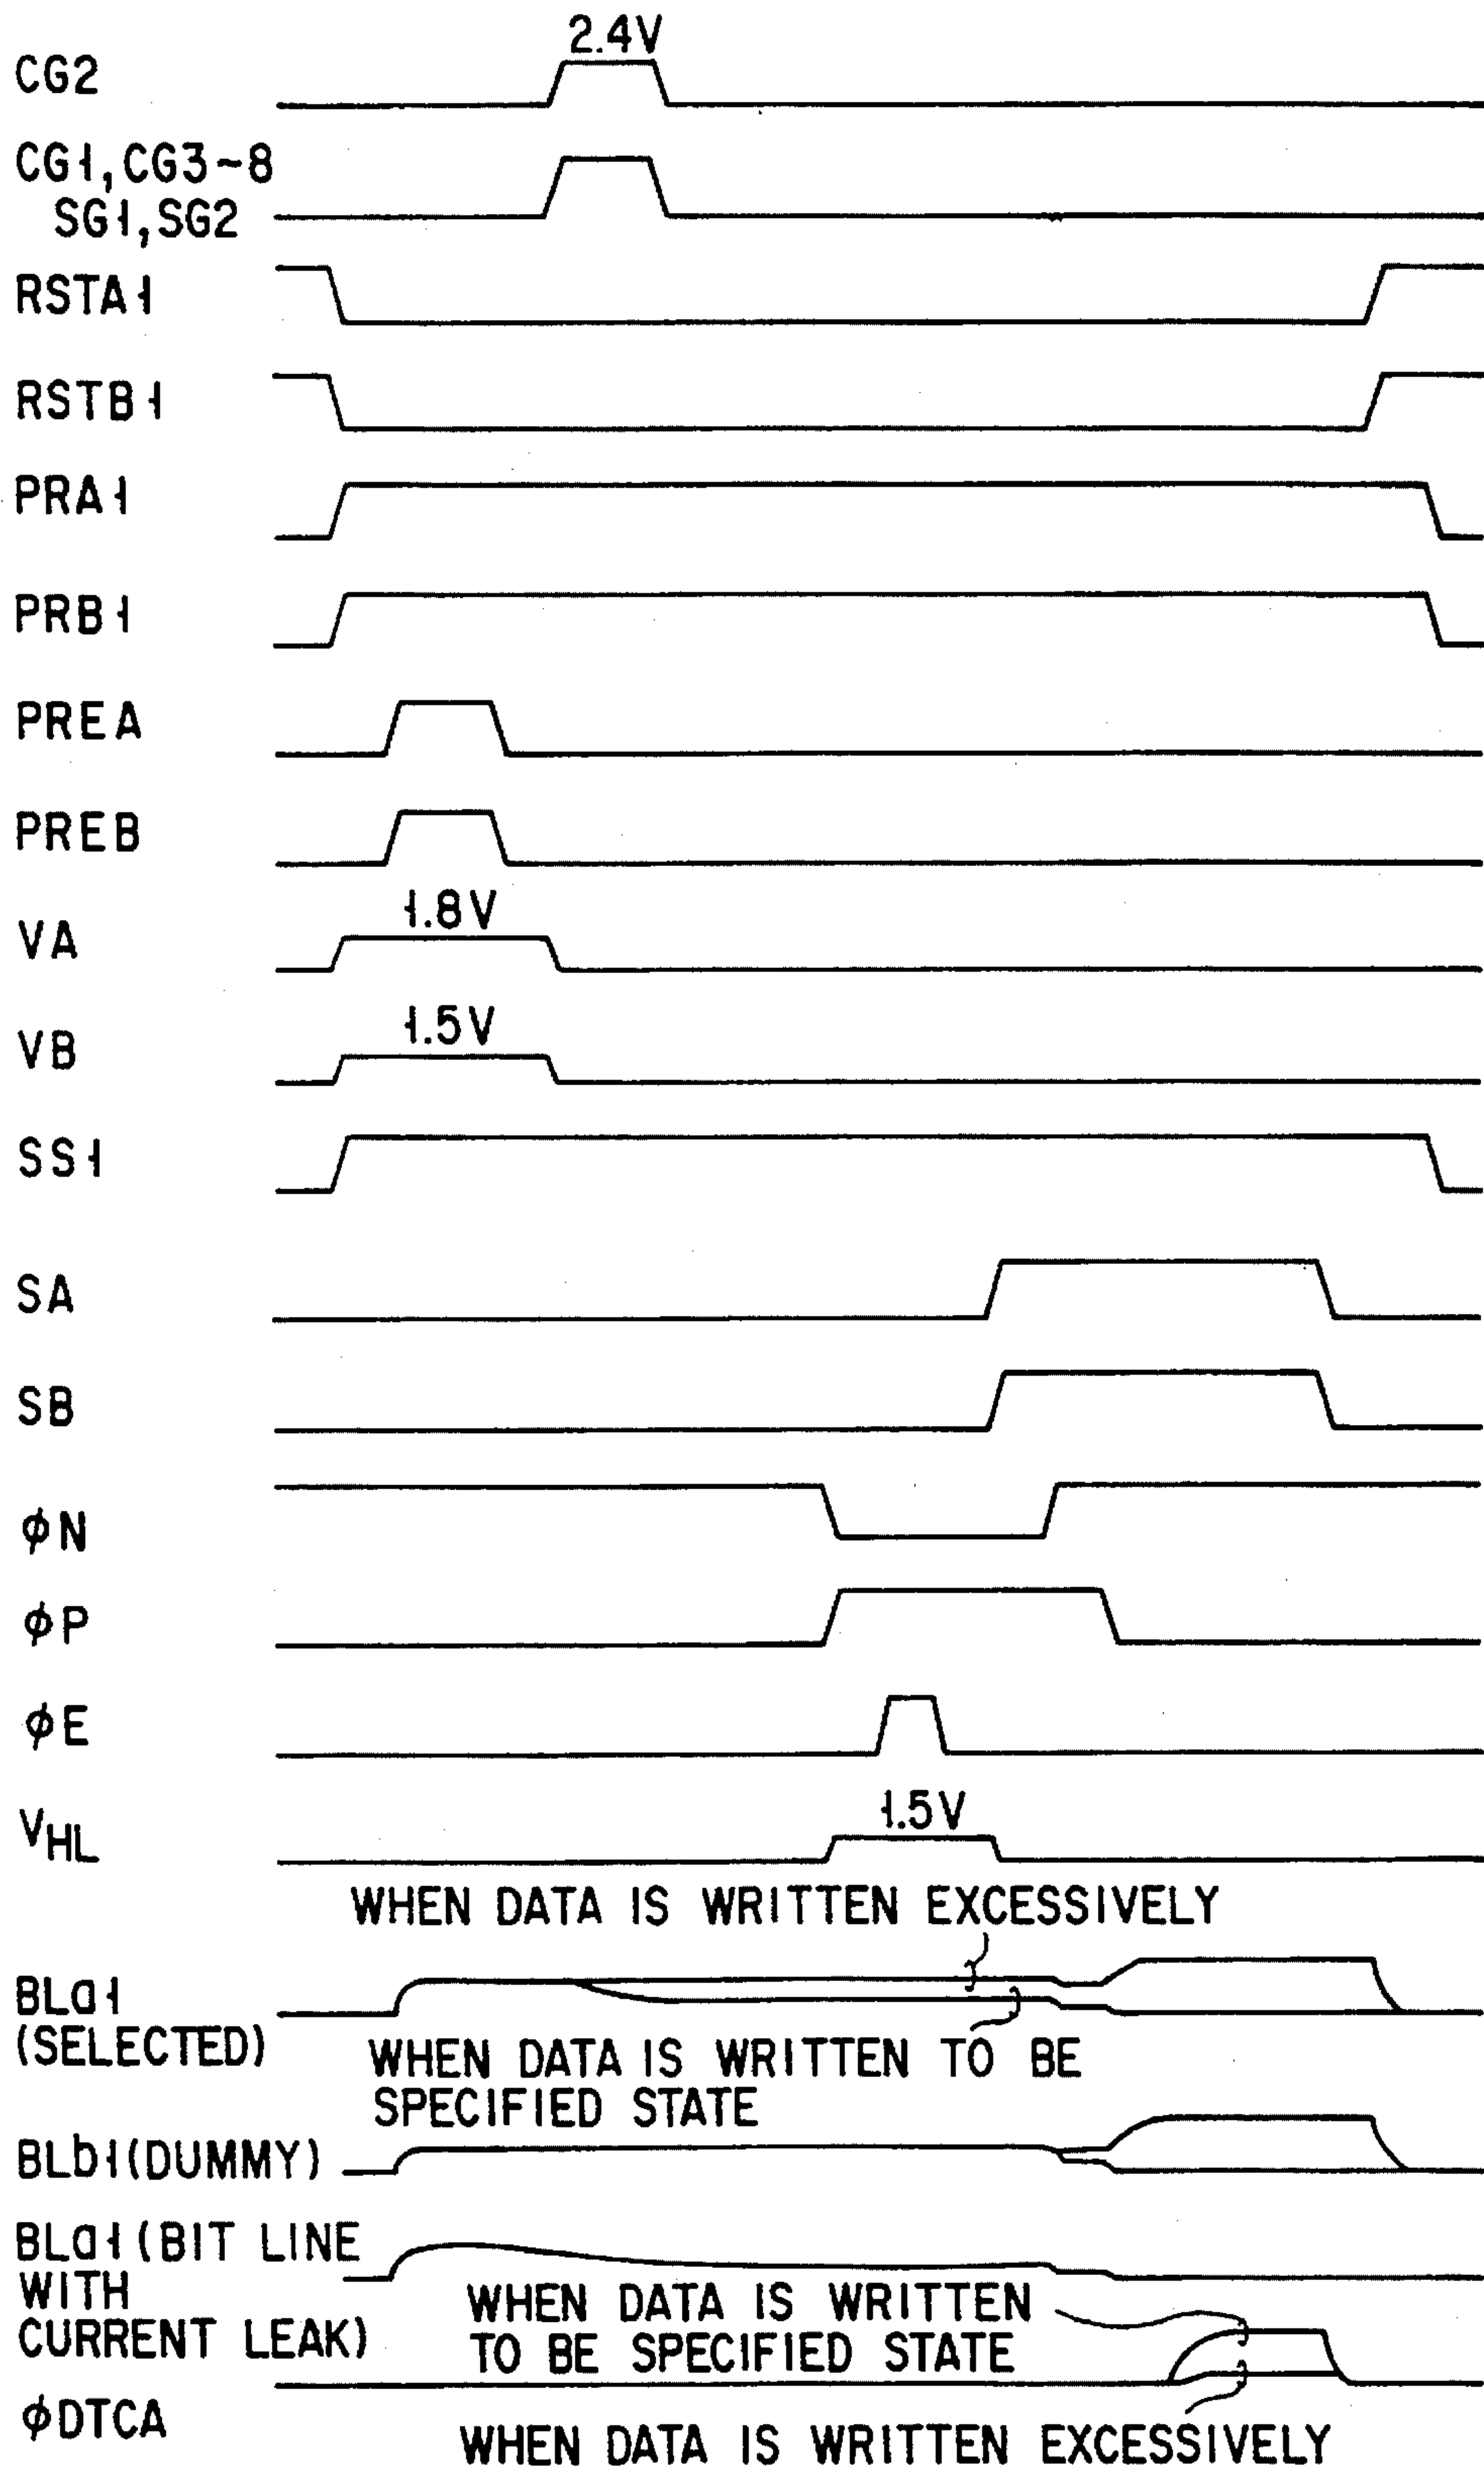 2.4V
CG2
CG1,CG3~8
SG1,SG2
RSTA1
RSTB1
PRA1
PRB1
PREA
PREB
1.8V
VA
1.5V
VB
SS1
SA
SB
φN
φP
φE
1.5V
VHL
WHEN DATA IS WRITTEN EXCESSIVELY
BLa1
(SELECTED)
WHEN DATA IS WRITTEN TO BE
SPECIFIED STATE
BLb1(DUMMY)
BLa1(BIT LINE
WITH
CURRENT LEAK)
WHEN DATA IS WRITTEN
TO BE SPECIFIED STATE
φDTCA
WHEN DATA IS WRITTEN EXCESSIVELY